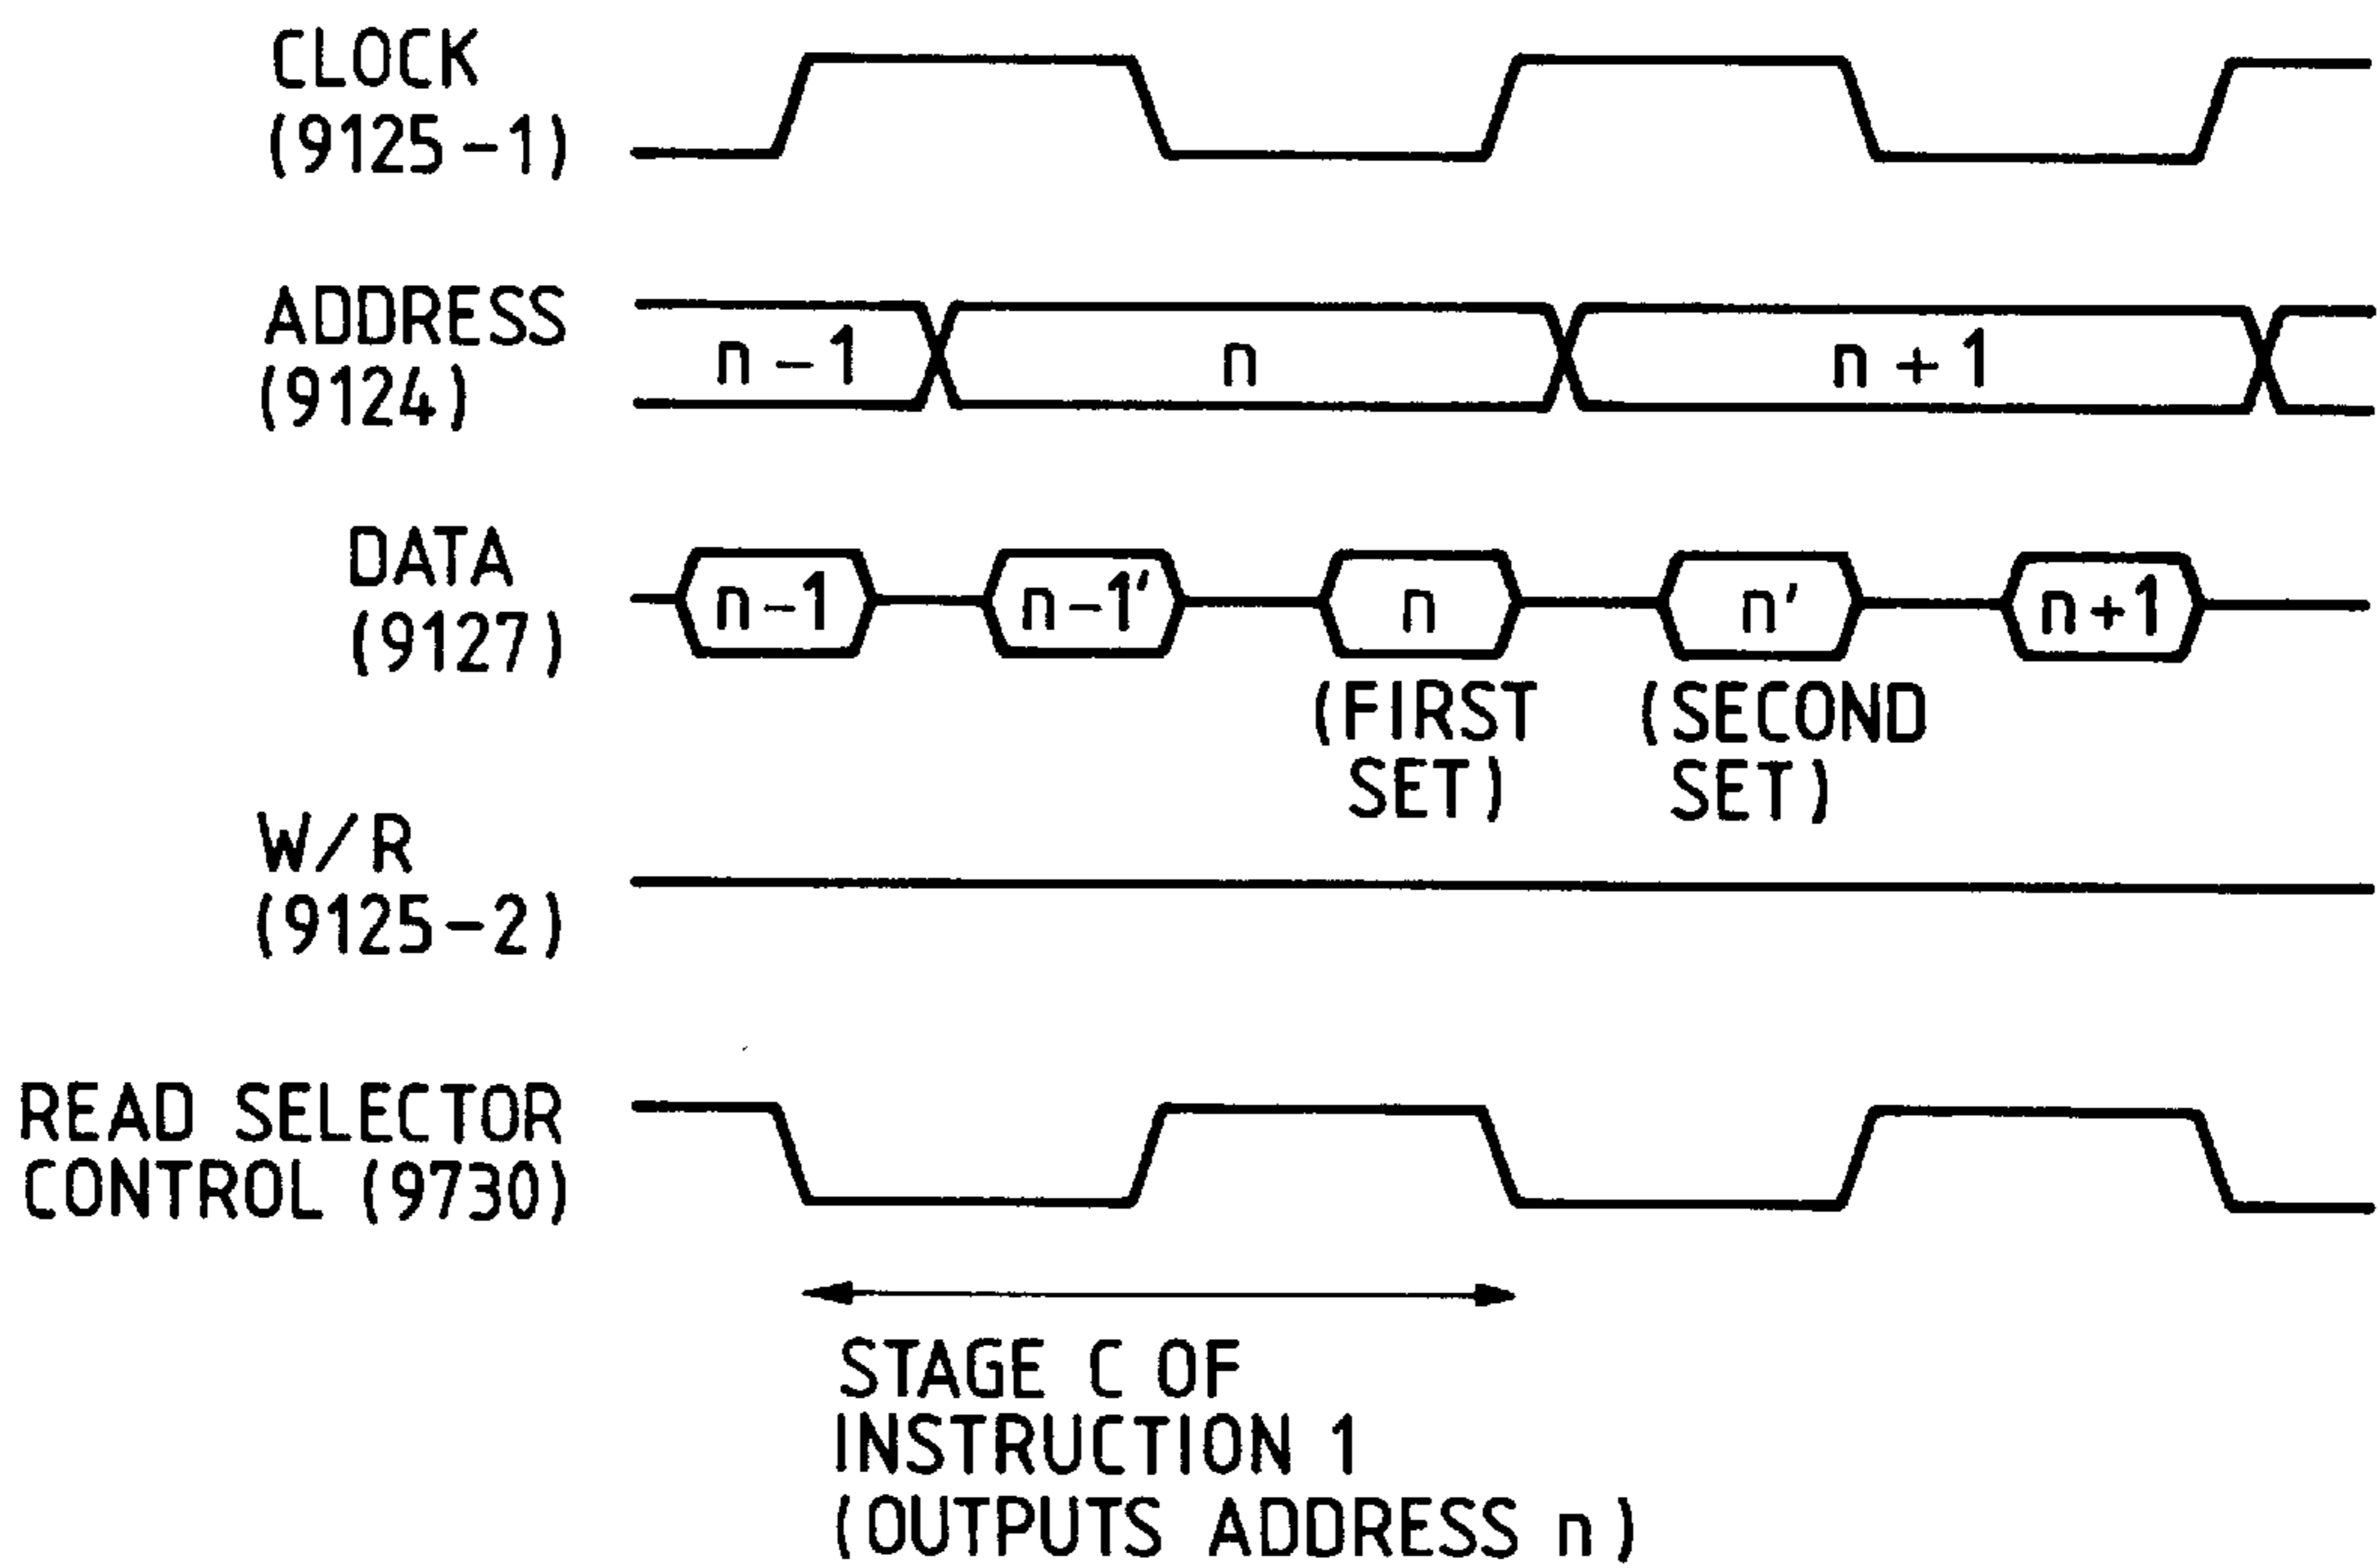 CLOCK
(9125-1)
ADDRESS
(9124)
n-1 n n+1
DATA
(9127)
n-1 n-1' n n' n+1
(FIRST
SET)
(SECOND
SET)
W/R
(9125-2)
READ SELECTOR
CONTROL (9730)
STAGE C OF
INSTRUCTION 1
(OUTPUTS ADDRESS n)